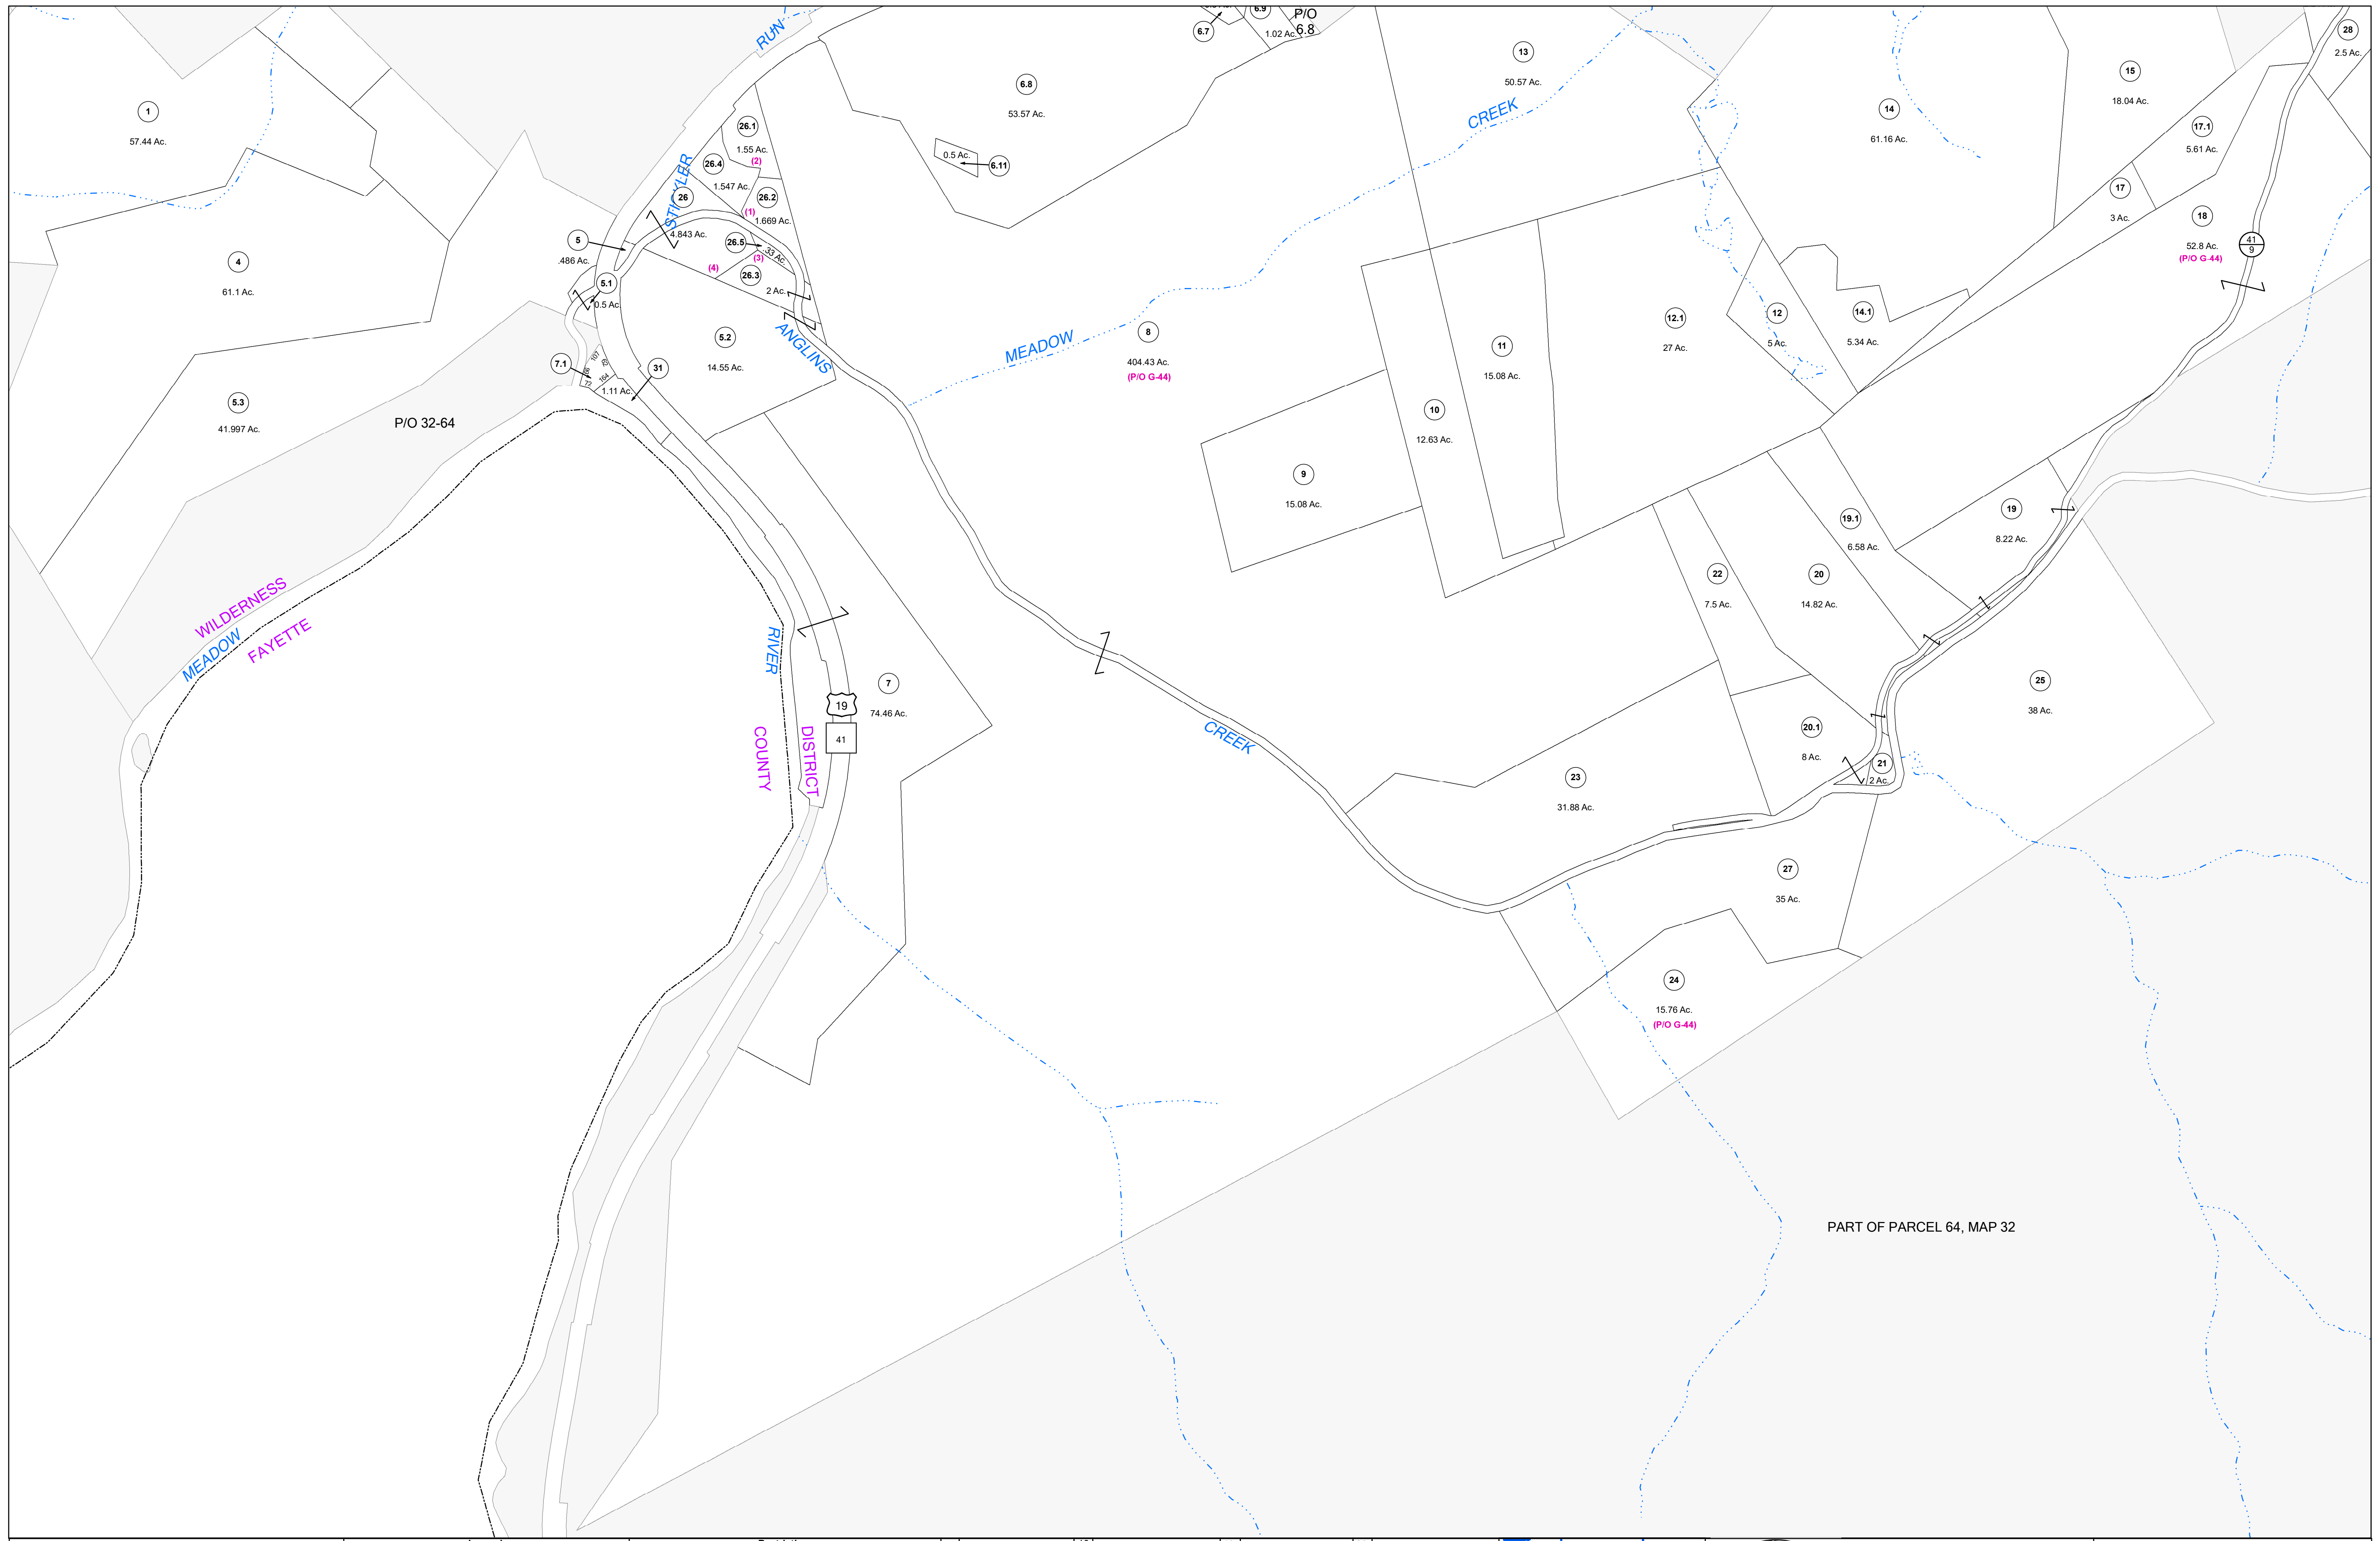 RUN
6.9
P/O
6.8
6.7
1.02 Ac.
13
50.57 Ac.
28
2.5 Ac.
1
57.44 Ac.
6.8
53.57 Ac.
CREEK
14
61.16 Ac.
15
18.04 Ac.
17.1
5.61 Ac.
26.1
1.55 Ac.
(2)
26.4
1.547 Ac.
0.5 Ac.
6.11
26
26.2
(1)
1.669 Ac.
17
3 Ac.
18
52.8 Ac.
(P/O G-44)
41
9
5
.486 Ac.
4.843 Ac.
26.5
.33 Ac.
(3)
(4)
26.3
2 Ac.
4
61.1 Ac.
5.1
0.5 Ac.
5.2
14.55 Ac.
ANGLINS
MEADOW
8
404.43 Ac.
(P/O G-44)
11
15.08 Ac.
12.1
27 Ac.
12
5 Ac.
14.1
5.34 Ac.
7.1
107
164
72
31
1.11 Ac.
5.3
41.997 Ac.
P/O 32-64
10
12.63 Ac.
9
15.08 Ac.
19.1
6.58 Ac.
19
8.22 Ac.
22
7.5 Ac.
20
14.82 Ac.
WILDERNESS
MEADOW
FAYETTE
RIVER
7
74.46 Ac.
19
41
COUNTY
DISTRICT
CREEK
25
38 Ac.
20.1
8 Ac.
21
2 Ac.
23
31.88 Ac.
27
35 Ac.
24
15.76 Ac.
(P/O G-44)
PART OF PARCEL 64, MAP 32